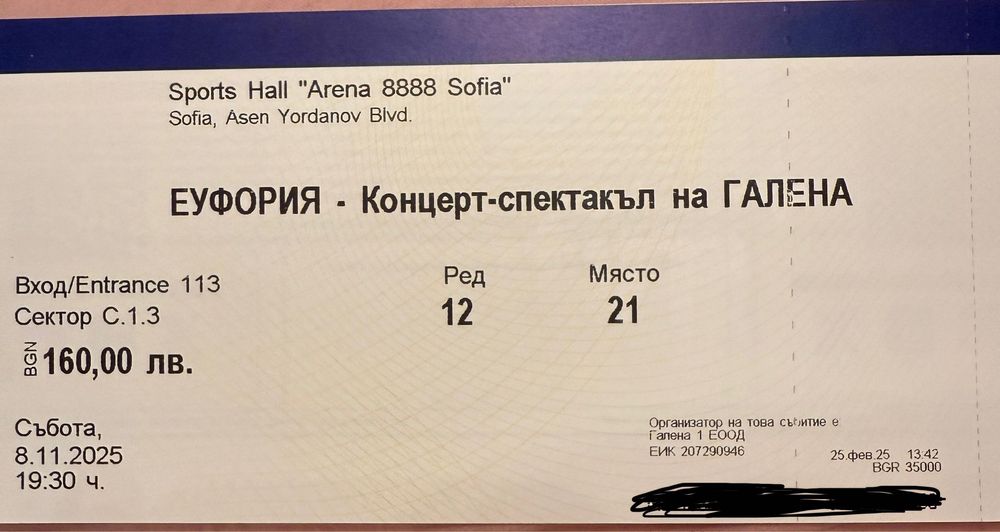 Sports Hall "Arena 8888 Sofia"
Sofia, Asen Yordanov Blvd.
ЕУФОРИЯ - Концерт-спектакъл на ГАЛЕНА
Вход/Entrance 113
Ред Място
Сектор C.1.3
12 21
BGN 160,00 лв.
Събота,
8.11.2025
19:30 ч.
Организатор на това събитие е
Галена 1 ЕООД
ЕИК 207290946
25.фев.25 13:42
BGR 35000